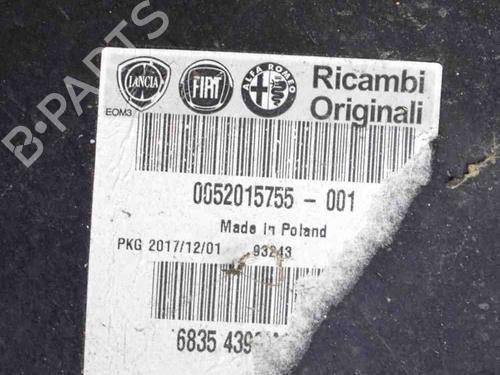 B-PARTS
LANCIA
FIAT
ALFA ROMEO
Ricambi
Originali
EOM3
0052015755 - 001
Made in Poland
PKG 2017/12/01 93243
6835